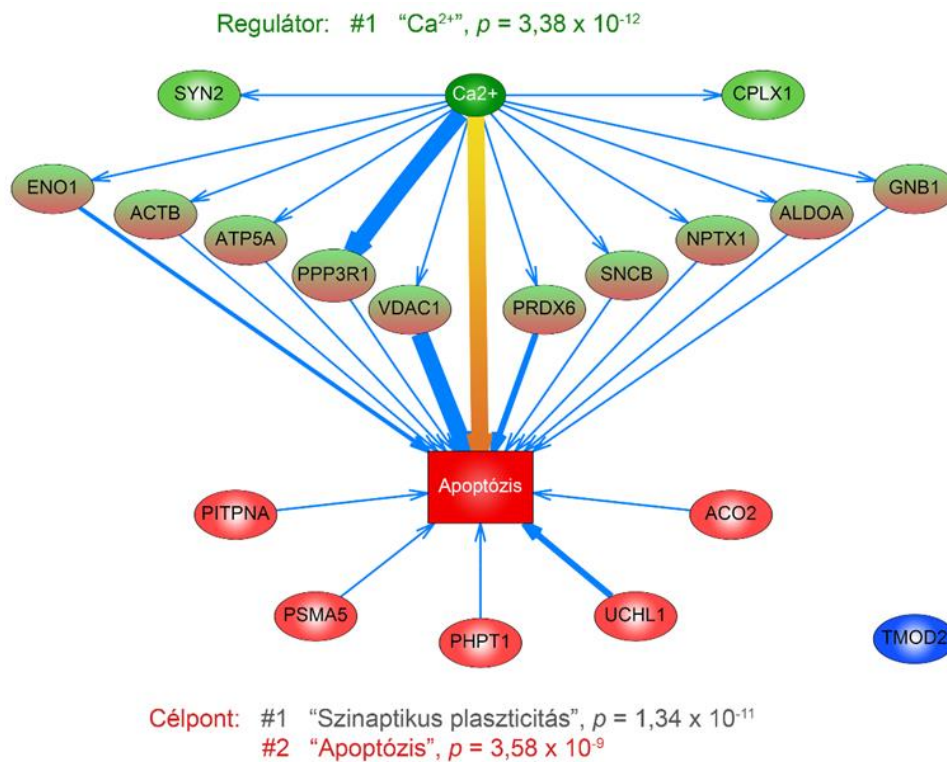 Regulátor: #1 “Ca²⁺”, p = 3,38 x 10⁻¹²
SYN2
Ca2+
CPLX1
ENO1
GNB1
ACTB
ALDOA
ATP5A
NPTX1
PPP3R1
SNCB
VDAC1
PRDX6
Apoptózis
PITPNA
ACO2
PSMA5
UCHL1
PHPT1
TMOD2
Célpont: #1 “Szinaptikus plaszticitás”, p = 1,34 x 10⁻¹¹
#2 “Apoptózis”, p = 3,58 x 10⁻⁹